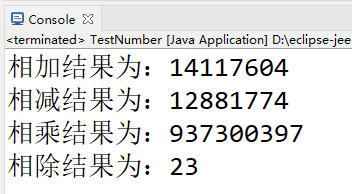 Console
<terminated> TestNumber [Java Application] D:\eclipse-jee
相加结果为：14117604
相减结果为：12881774
相乘结果为：937300397
相除结果为：23